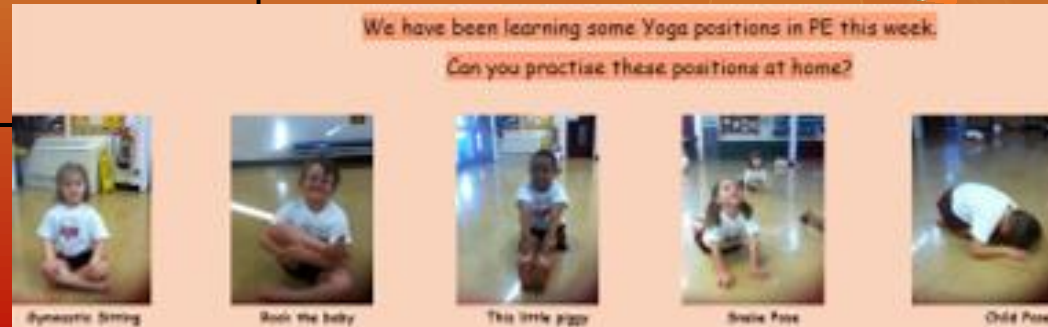 We have been learning some Yoga positions in PE this week.
Can you practise these positions at home?
Gymnastic Sitting
Rock the baby
This little piggy
Snake Pose
Child Pose